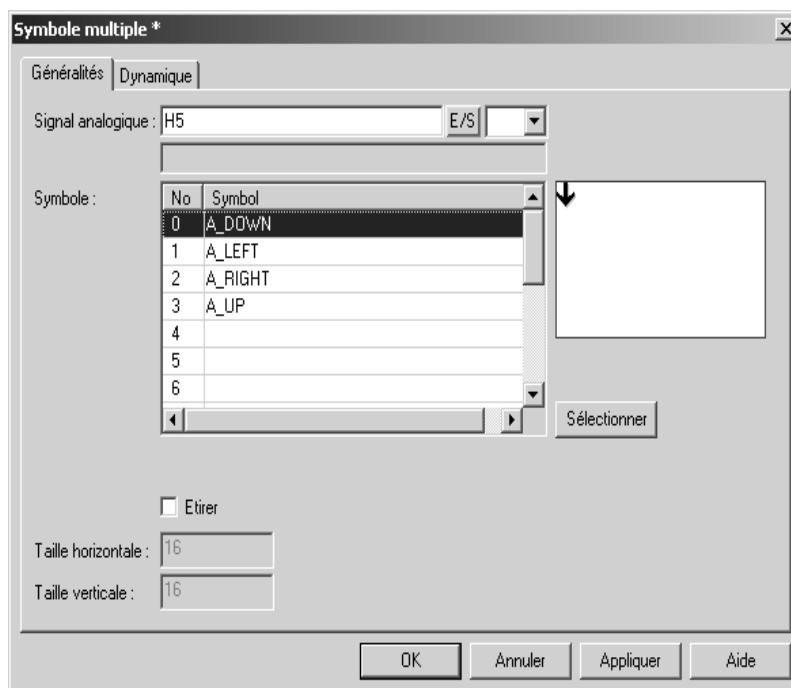 Symbole multiple *
Généralités Dynamique
Signal analogique : H5 E/S
Symbole :
No Symbol
0 A_DOWN
1 A_LEFT
2 A_RIGHT
3 A_UP
4
5
6
Sélectionner
Etirer
Taille horizontale : 16
Taille verticale : 16
OK Annuler Appliquer Aide